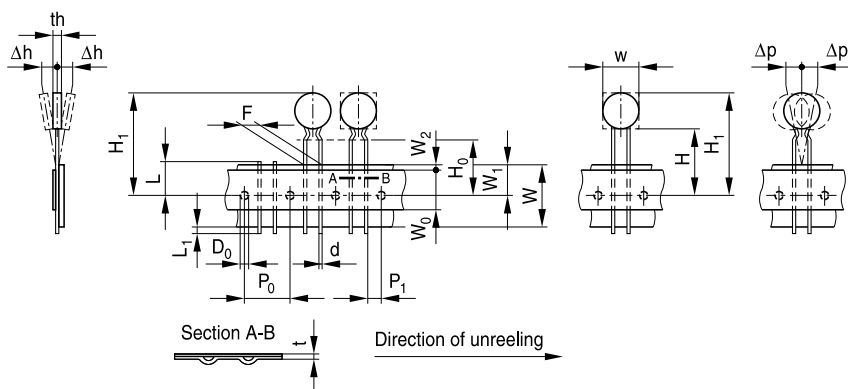 th
Δh Δh
w
Δp Δp
F
H1
L
L1
D0
P0
d
P1
W2
H0
W1
W
W0
A B
H
H1
Section A-B
t
Direction of unreeling